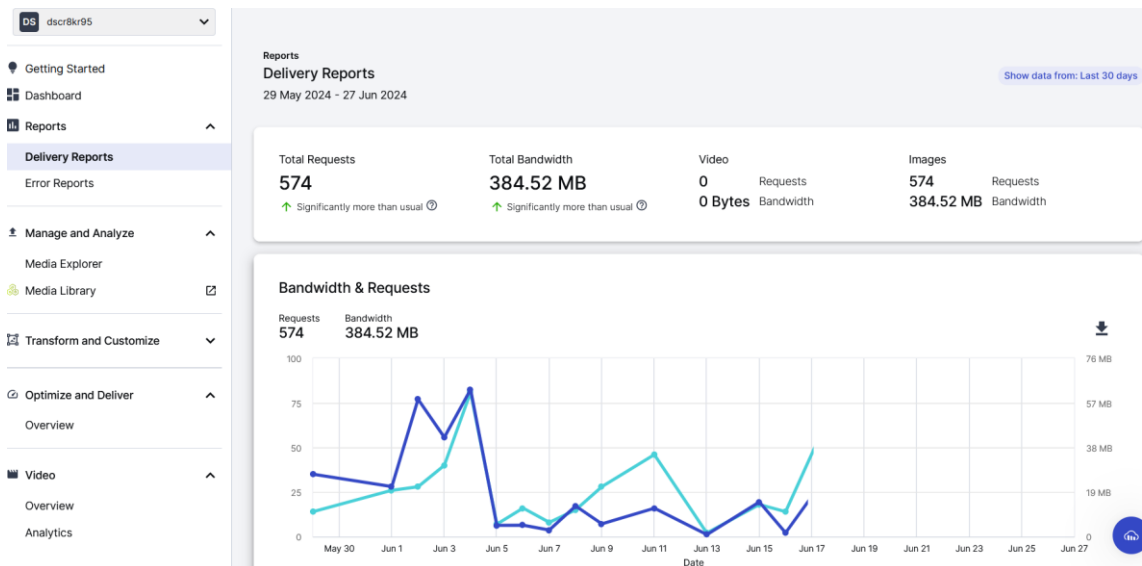 DS dscr8kr95
Getting Started
Dashboard
Reports
Delivery Reports
Error Reports
Manage and Analyze
Media Explorer
Media Library
Transform and Customize
Optimize and Deliver
Overview
Video
Overview
Analytics
Reports
Delivery Reports
29 May 2024 - 27 Jun 2024
Show data from: Last 30 days
Total Requests
574
Significantly more than usual
Total Bandwidth
384.52 MB
Significantly more than usual
Video
0 Requests
0 Bytes Bandwidth
Images
574 Requests
384.52 MB Bandwidth
Bandwidth & Requests
Requests
574
Bandwidth
384.52 MB
100
75
50
25
0
76 MB
57 MB
38 MB
19 MB
0
May 30 Jun 1 Jun 3 Jun 5 Jun 7 Jun 9 Jun 11 Jun 13 Jun 15 Jun 17 Jun 19 Jun 21 Jun 23 Jun 25 Jun 27
Date